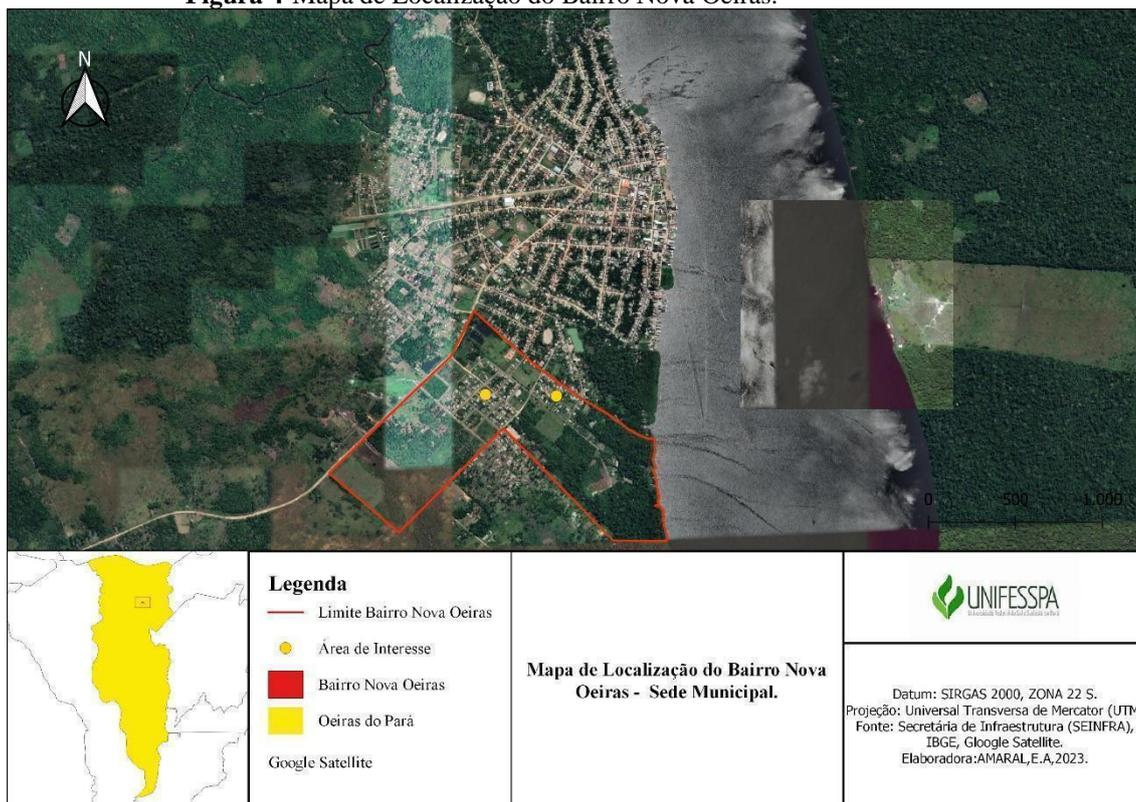 Figura 4 Mapa de Localização do Bairro Nova Oeiras.
N
0 500 1.000
Legenda
Limite Bairro Nova Oeiras
Área de Interesse
Bairro Nova Oeiras
Oeiras do Pará
Google Satellite
Mapa de Localização do Bairro Nova
Oeiras - Sede Municipal.
UNIFESSPA
Datum: SIRGAS 2000, ZONA 22 S.
Projeção: Universal Transversa de Mercator (UTM
Fonte: Secretária de Infraestrutura (SEINFRA),
IBGE, Gloogle Satellite.
Elaboradora:AMARAL,E.A,2023.